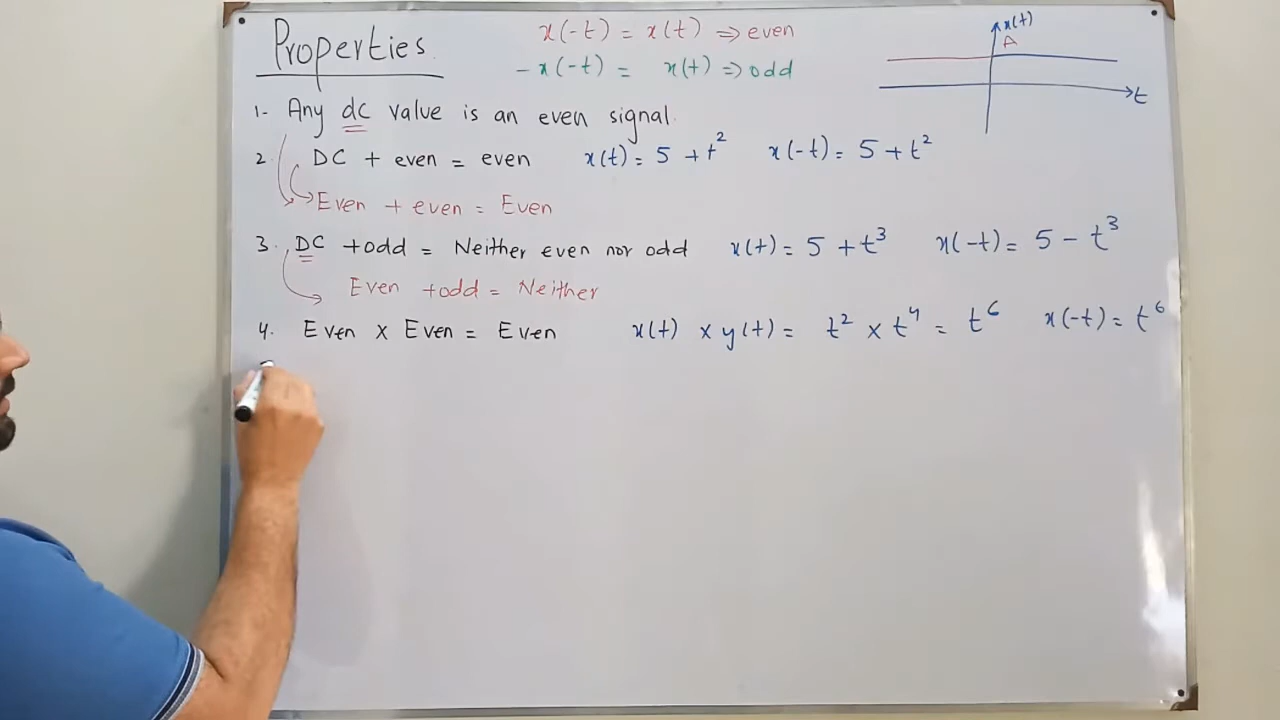 Properties
x(-t) = x(t) ⇒ even
-x(-t) = x(t) ⇒ odd
x(t)
A
t
1. Any dc value is an even signal.
2. DC + even = even x(t) = 5 + t² x(-t) = 5 + t²
Even + even = Even
3. DC + odd = Neither even nor odd x(t) = 5 + t³ x(-t) = 5 - t³
Even + odd = Neither
4. Even x Even = Even x(t) x y(t) = t² x t⁴ = t⁶ x(-t) = t⁶